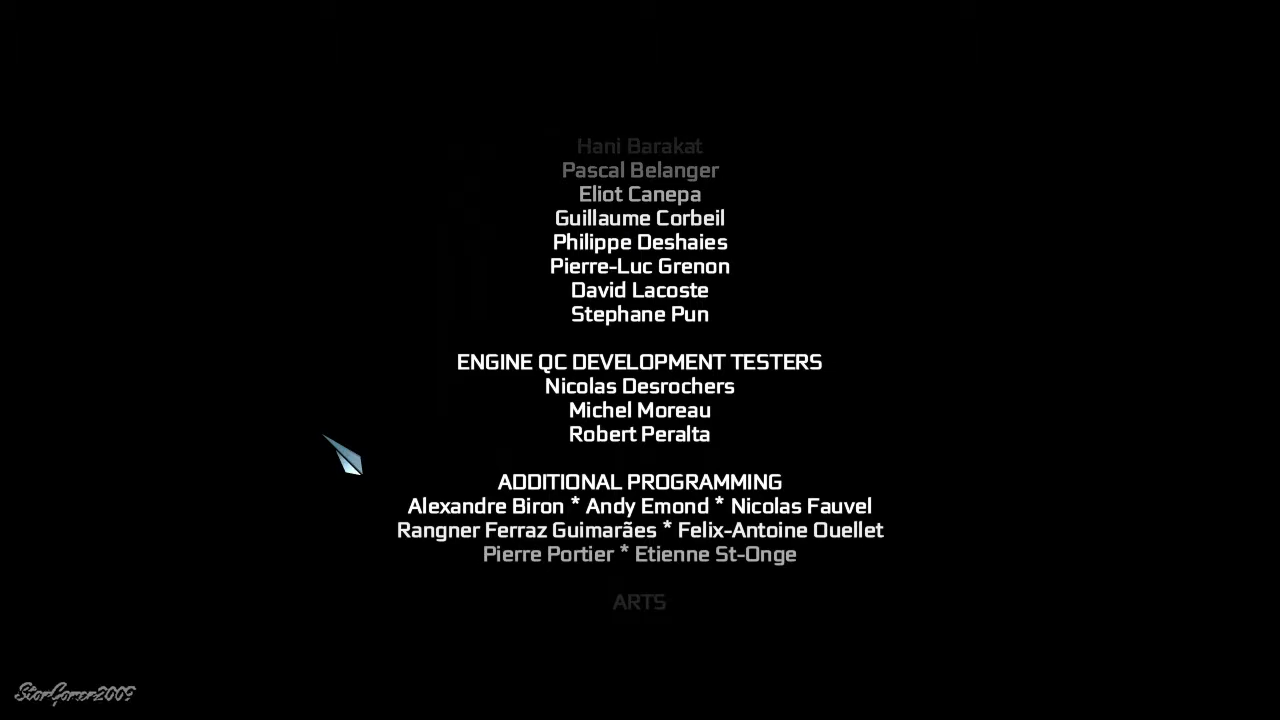 Hani Barakat
Pascal Belanger
Eliot Canepa
Guillaume Corbeil
Philippe Deshaies
Pierre-Luc Grenon
David Lacoste
Stephane Pun
ENGINE QC DEVELOPMENT TESTERS
Nicolas Desrochers
Michel Moreau
Robert Peralta
ADDITIONAL PROGRAMMING
Alexandre Biron * Andy Emond * Nicolas Fauvel
Rangner Ferraz Guimarães * Felix-Antoine Ouellet
Pierre Portier * Etienne St-Onge
ARTS
StarGamer2009